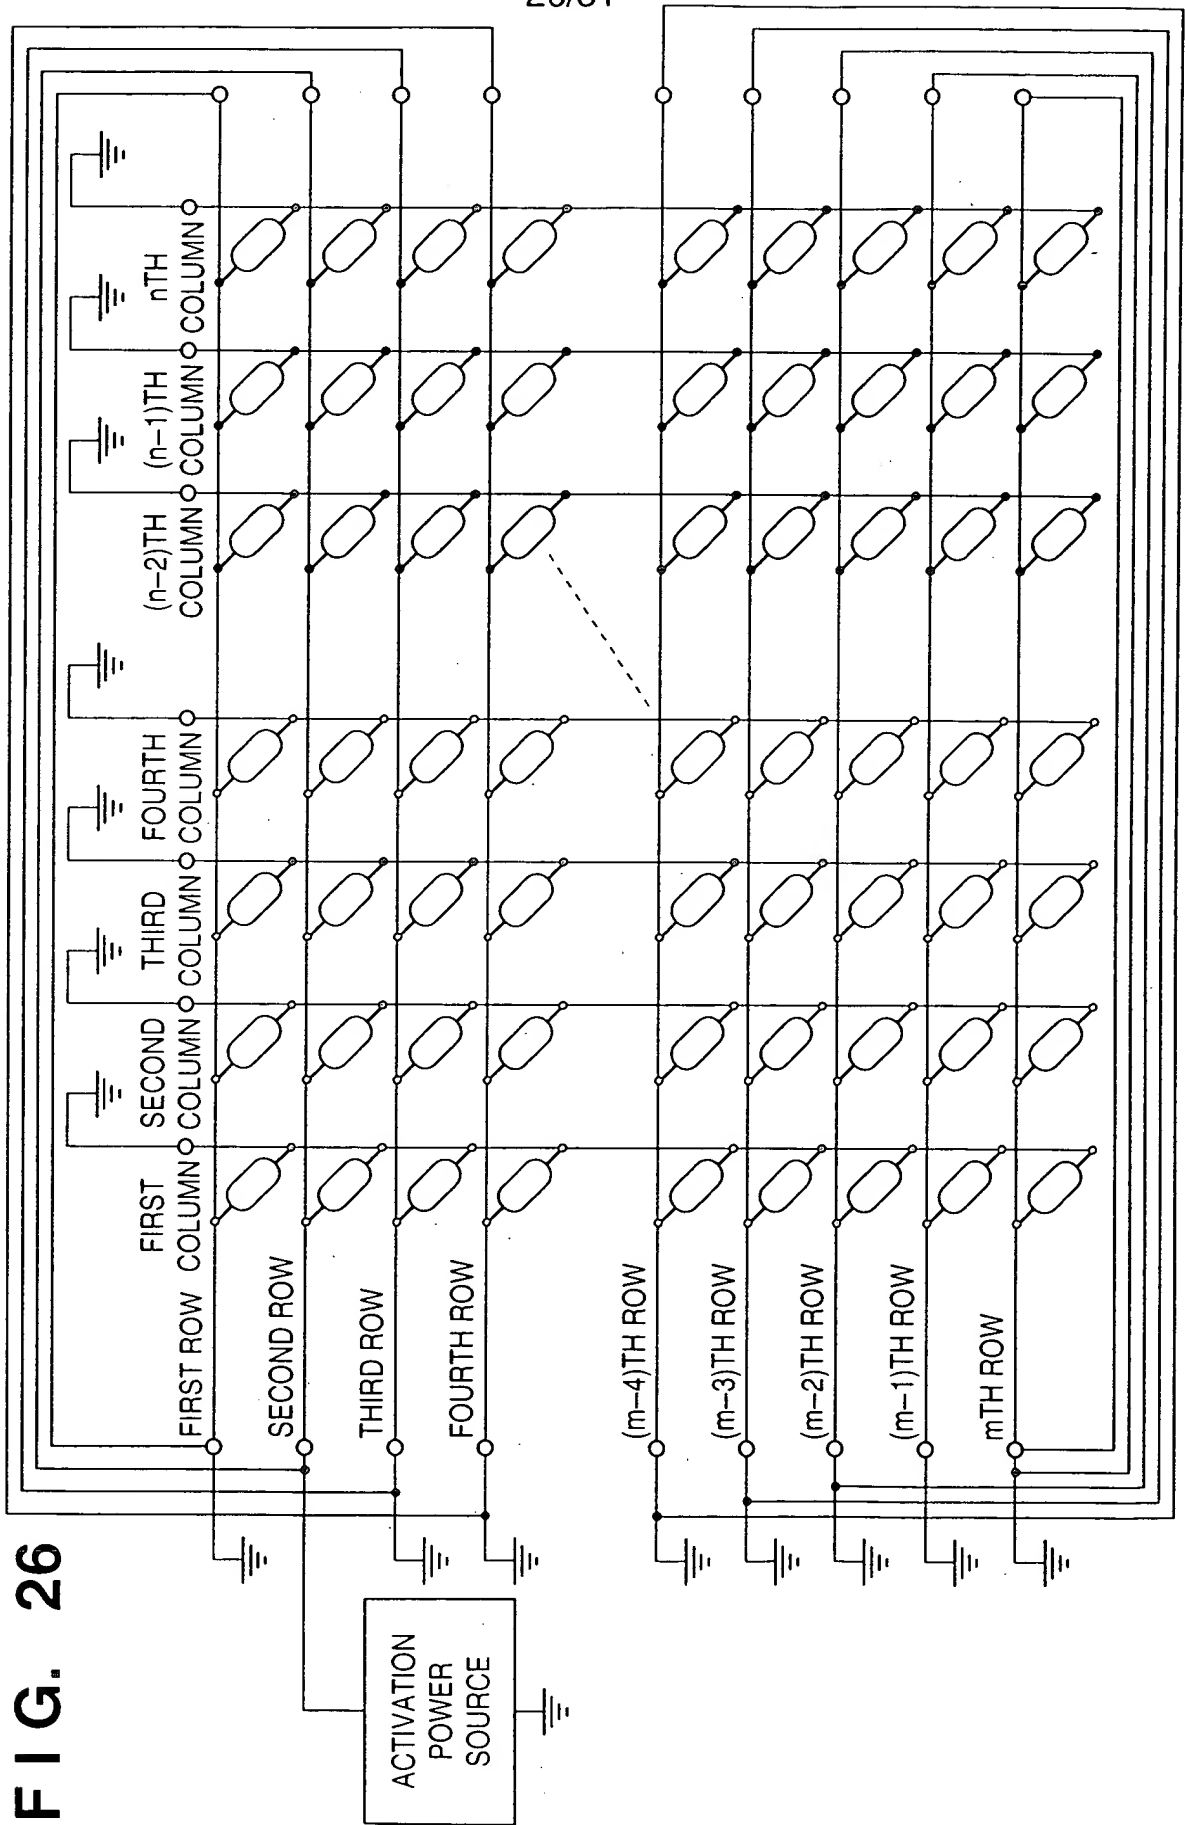 FIG. 26
FIRST
COLUMN
SECOND
COLUMN
THIRD
COLUMN
FOURTH
COLUMN
(n-2)TH
COLUMN
(n-1)TH
COLUMN
nTH
COLUMN
FIRST ROW
SECOND ROW
THIRD ROW
FOURTH ROW
(m-4)TH ROW
(m-3)TH ROW
(m-2)TH ROW
(m-1)TH ROW
mTH ROW
ACTIVATION
POWER
SOURCE